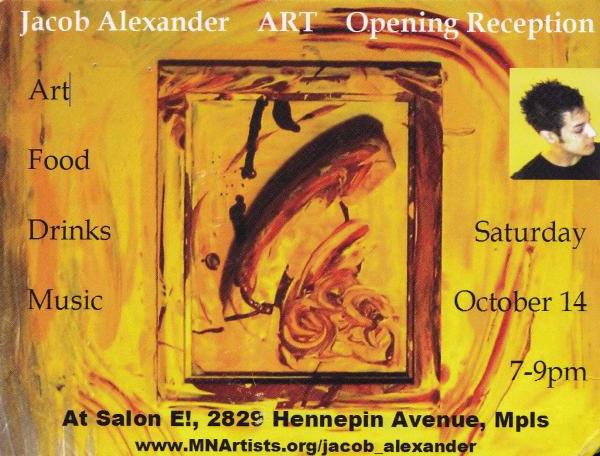 Jacob Alexander ART Opening Reception
Art
Food
Drinks
Music
Saturday
October 14
7-9pm
At Salon E!, 2829 Hennepin Avenue, Mpls
www.MNArtists.org/jacob_alexander